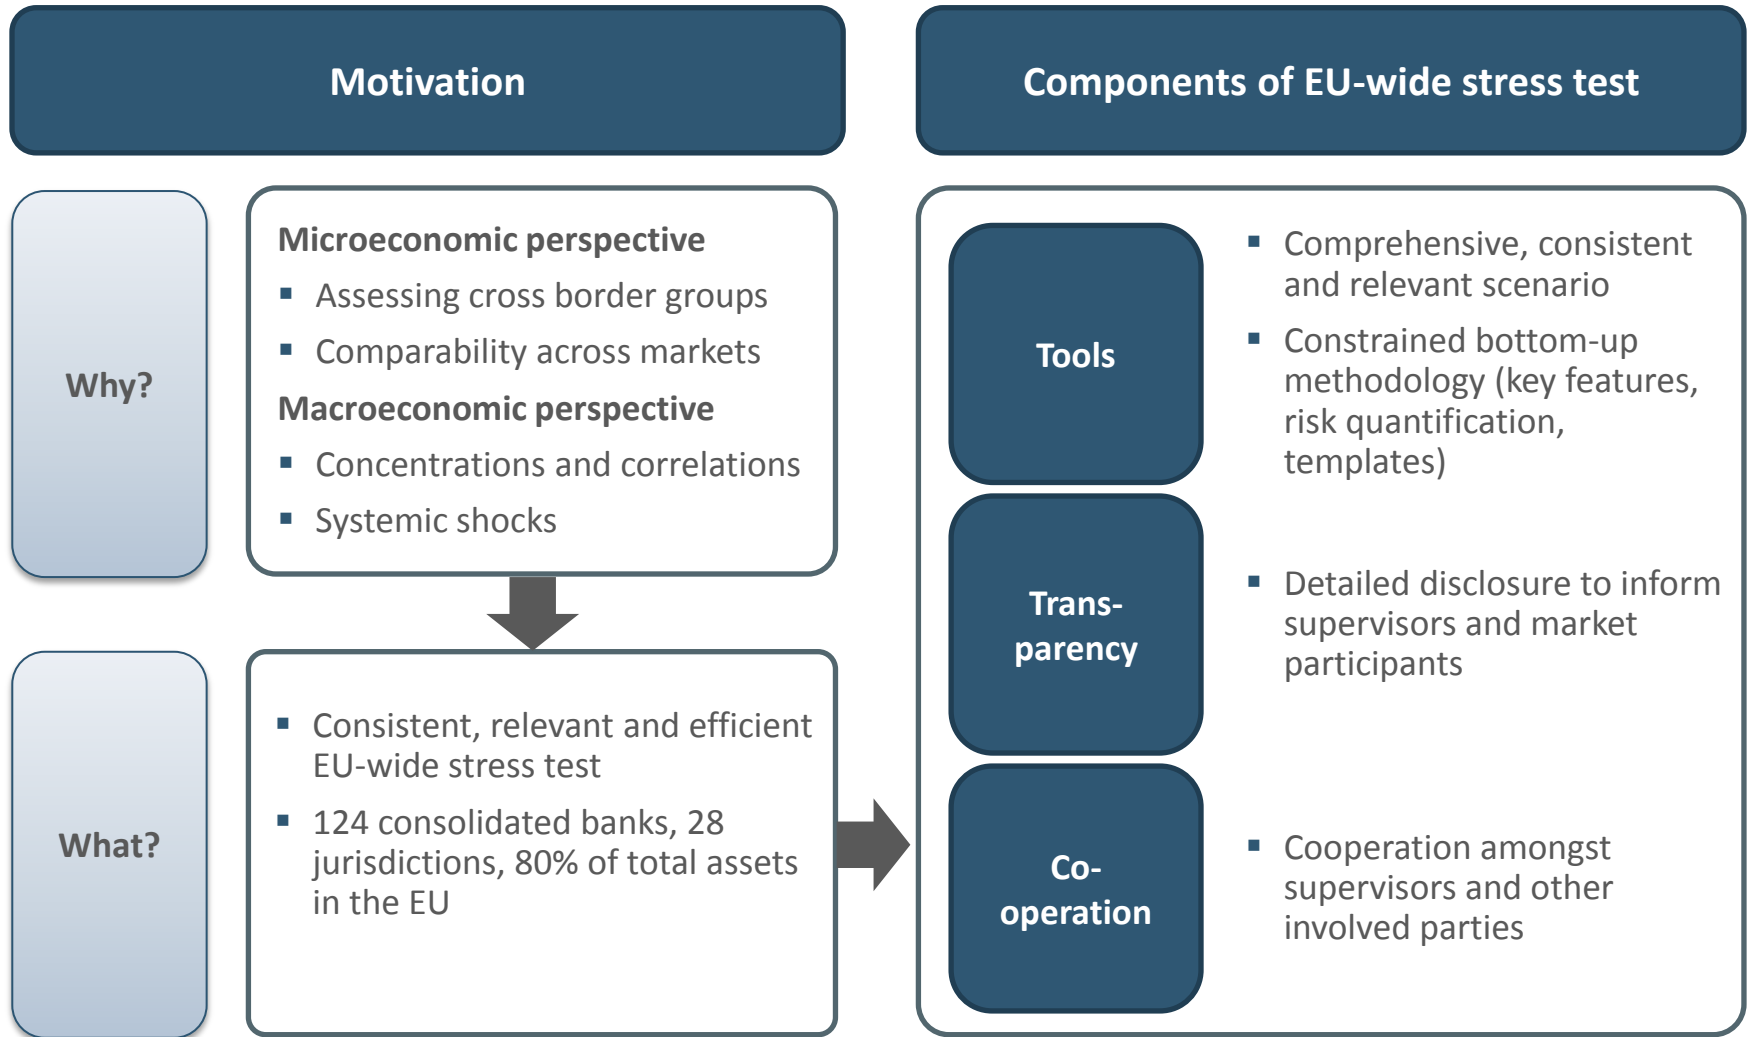 Motivation
Components of EU-wide stress test
Why?
Microeconomic perspective
▪ Assessing cross border groups
▪ Comparability across markets
Macroeconomic perspective
▪ Concentrations and correlations
▪ Systemic shocks
What?
▪ Consistent, relevant and efficient
EU-wide stress test
▪ 124 consolidated banks, 28
jurisdictions, 80% of total assets
in the EU
Tools
▪ Comprehensive, consistent
and relevant scenario
▪ Constrained bottom-up
methodology (key features,
risk quantification,
templates)
Trans-
parency
▪ Detailed disclosure to inform
supervisors and market
participants
Co-
operation
▪ Cooperation amongst
supervisors and other
involved parties